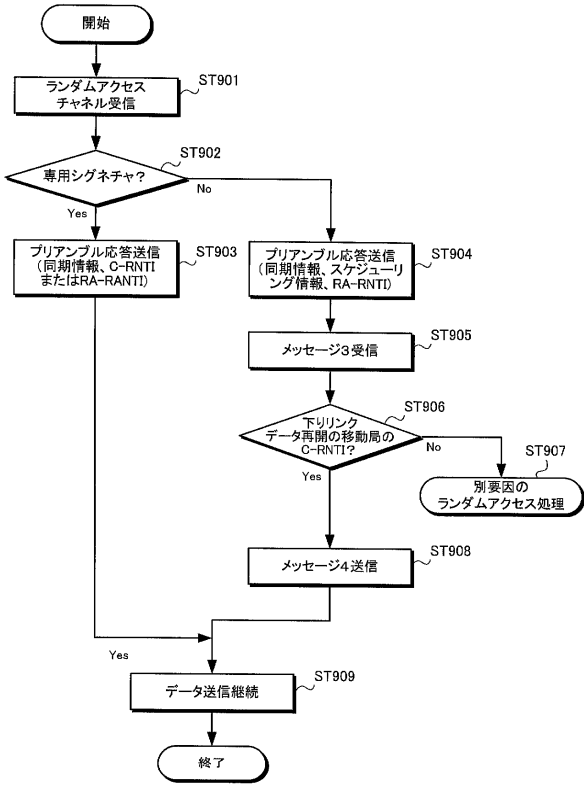 開始
ランダムアクセス
チャネル受信
ST901
専用シグネチャ?
ST902
No
Yes
プリアンブル応答送信
(同期情報、C-RNTI
またはRA-RANTI)
ST903
プリアンブル応答送信
(同期情報、スケジューリ
ング情報、RA-RNTI)
ST904
メッセージ3受信
ST905
下りリンク
データ再開の移動局の
C-RNTI?
ST906
No
Yes
ST907
別要因の
ランダムアクセス処理
メッセージ4送信
ST908
Yes
データ送信継続
ST909
終了